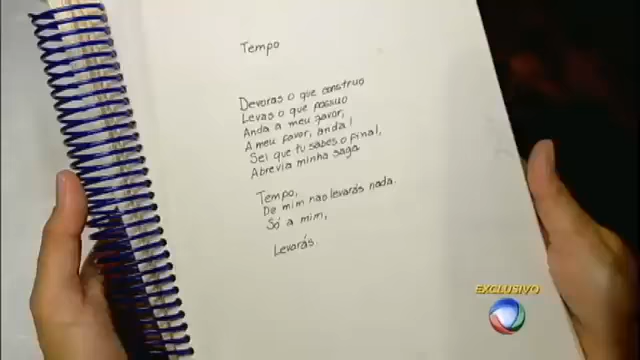 Tempo
Devoras o que construo
Levas o que possuo
Anda a meu favor,
A meu favor, anda!
Sei que tu sabes o final,
Abrevia minha saga
Tempo,
De mim nao levarás nada.
Só a mim,
Levarás.
EXCLUSIVO